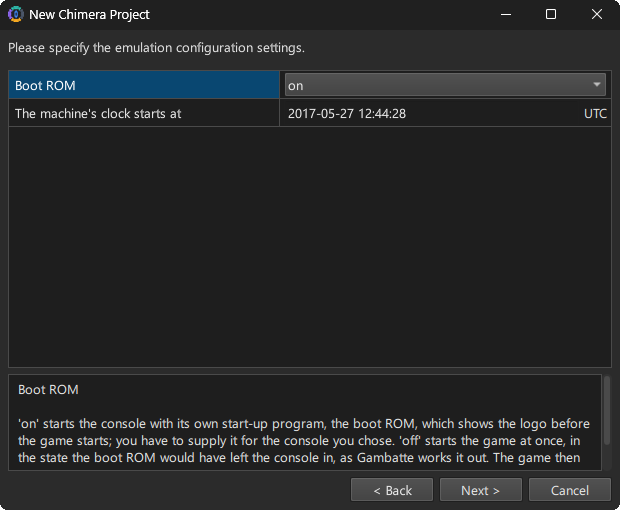 New Chimera Project
Please specify the emulation configuration settings.
Boot ROM
on
The machine's clock starts at
2017-05-27 12:44:28
UTC
Boot ROM
'on' starts the console with its own start-up program, the boot ROM, which shows the logo before
the game starts; you have to supply it for the console you chose. 'off' starts the game at once, in
the state the boot ROM would have left the console in, as Gambatte works it out. The game then
< Back
Next >
Cancel